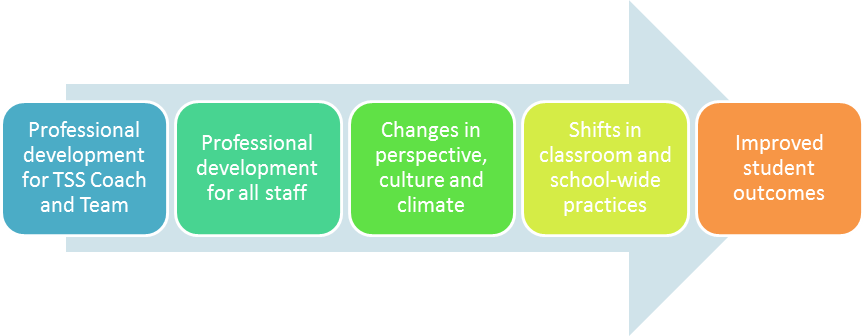 Professional
development
for TSS Coach
and Team
Professional
development
for all staff
Changes in
perspective,
culture and
climate
Shifts in
classroom and
school-wide
practices
Improved
student
outcomes